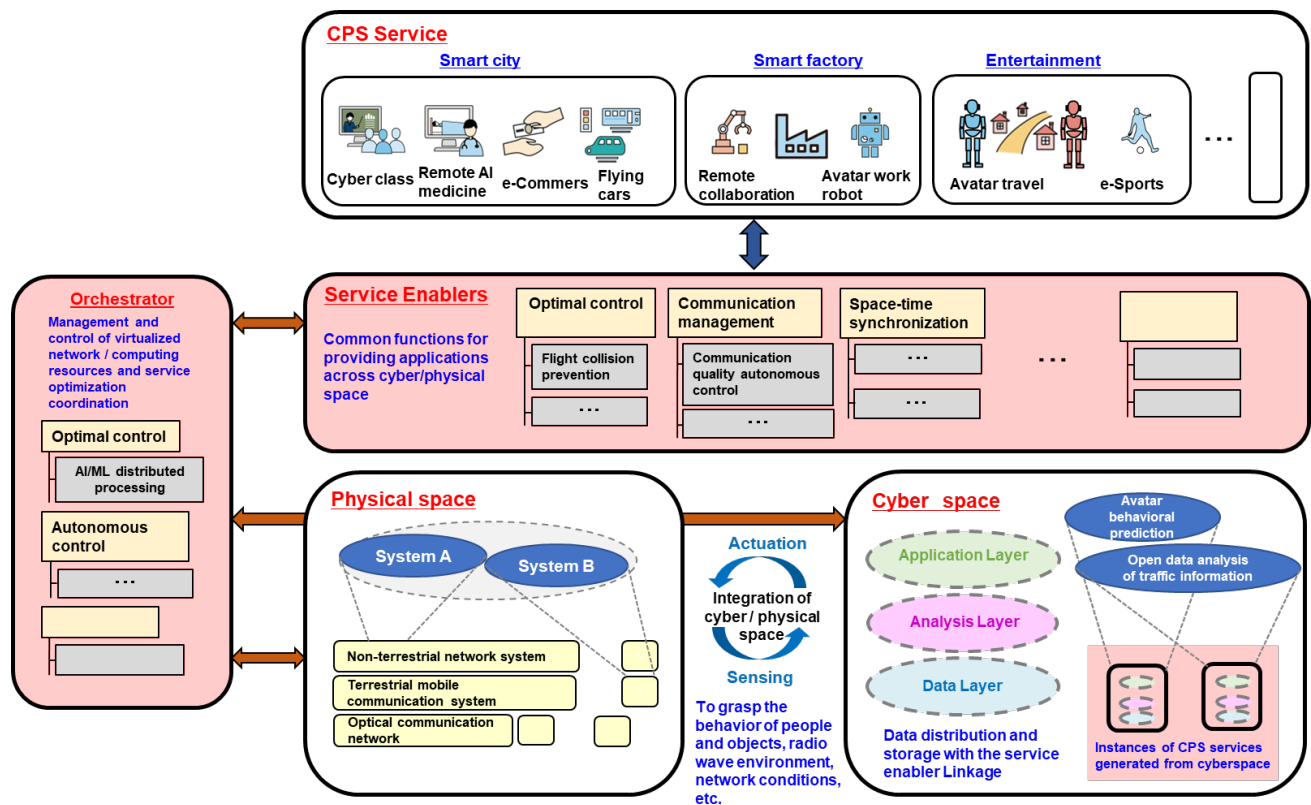 CPS Service
Smart city
Smart factory
Entertainment
Cyber class
Remote AI
medicine
e-Commers
Flying
cars
Remote
collaboration
Avatar work
robot
Avatar travel
e-Sports
...
Orchestrator
Management and
control of virtualized
network / computing
resources and service
optimization
coordination
Optimal control
AI/ML distributed
processing
Autonomous
control
...
Service Enablers
Common functions for
providing applications
across cyber/physical
space
Optimal control
Flight collision
prevention
...
Communication
management
Communication
quality autonomous
control
...
Space-time
synchronization
...
...
...
Physical space
System A
System B
Non-terrestrial network system
Terrestrial mobile
communication system
Optical communication
network
Actuation
Integration of
cyber / physical
space
Sensing
To grasp the
behavior of people
and objects, radio
wave environment,
network conditions,
etc.
Cyber space
Application Layer
Analysis Layer
Data Layer
Data distribution and
storage with the service
enabler Linkage
Avatar
behavioral
prediction
Open data analysis
of traffic information
Instances of CPS services
generated from cyberspace